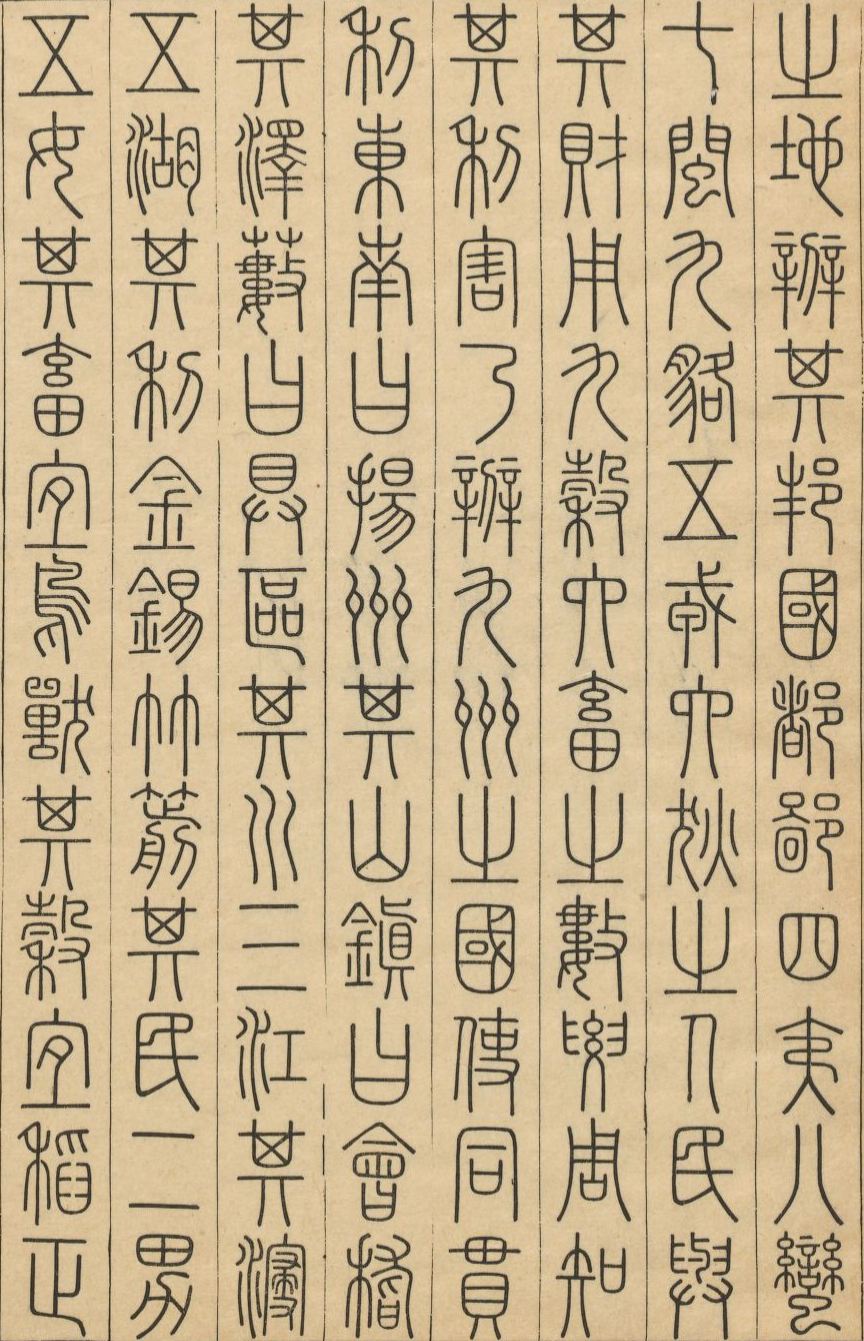 之地辨其邦國都鄙四夷八蠻
七閩九貉五戎六狄之人民與
其財用九穀六畜之數要周知
其利害乃辨九州之國使同貫
利東南曰揚州其山鎮曰會稽
其澤藪曰具區其川三江其浸
五湖其利金錫竹箭其民二男
五女其畜宜鳥獸其穀宜稻正